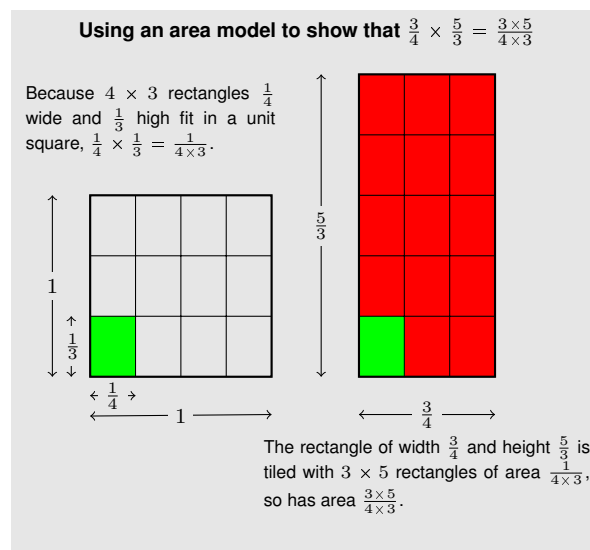 Using an area model to show that 3/4 × 5/3 = 3×5/4×3
Because 4 × 3 rectangles 1/4
wide and 1/3 high fit in a unit
square, 1/4 × 1/3 = 1/4×3.
5/3
1
1/3
1/4
1
3/4
The rectangle of width 3/4 and height 5/3 is
tiled with 3 × 5 rectangles of area 1/4×3,
so has area 3×5/4×3.